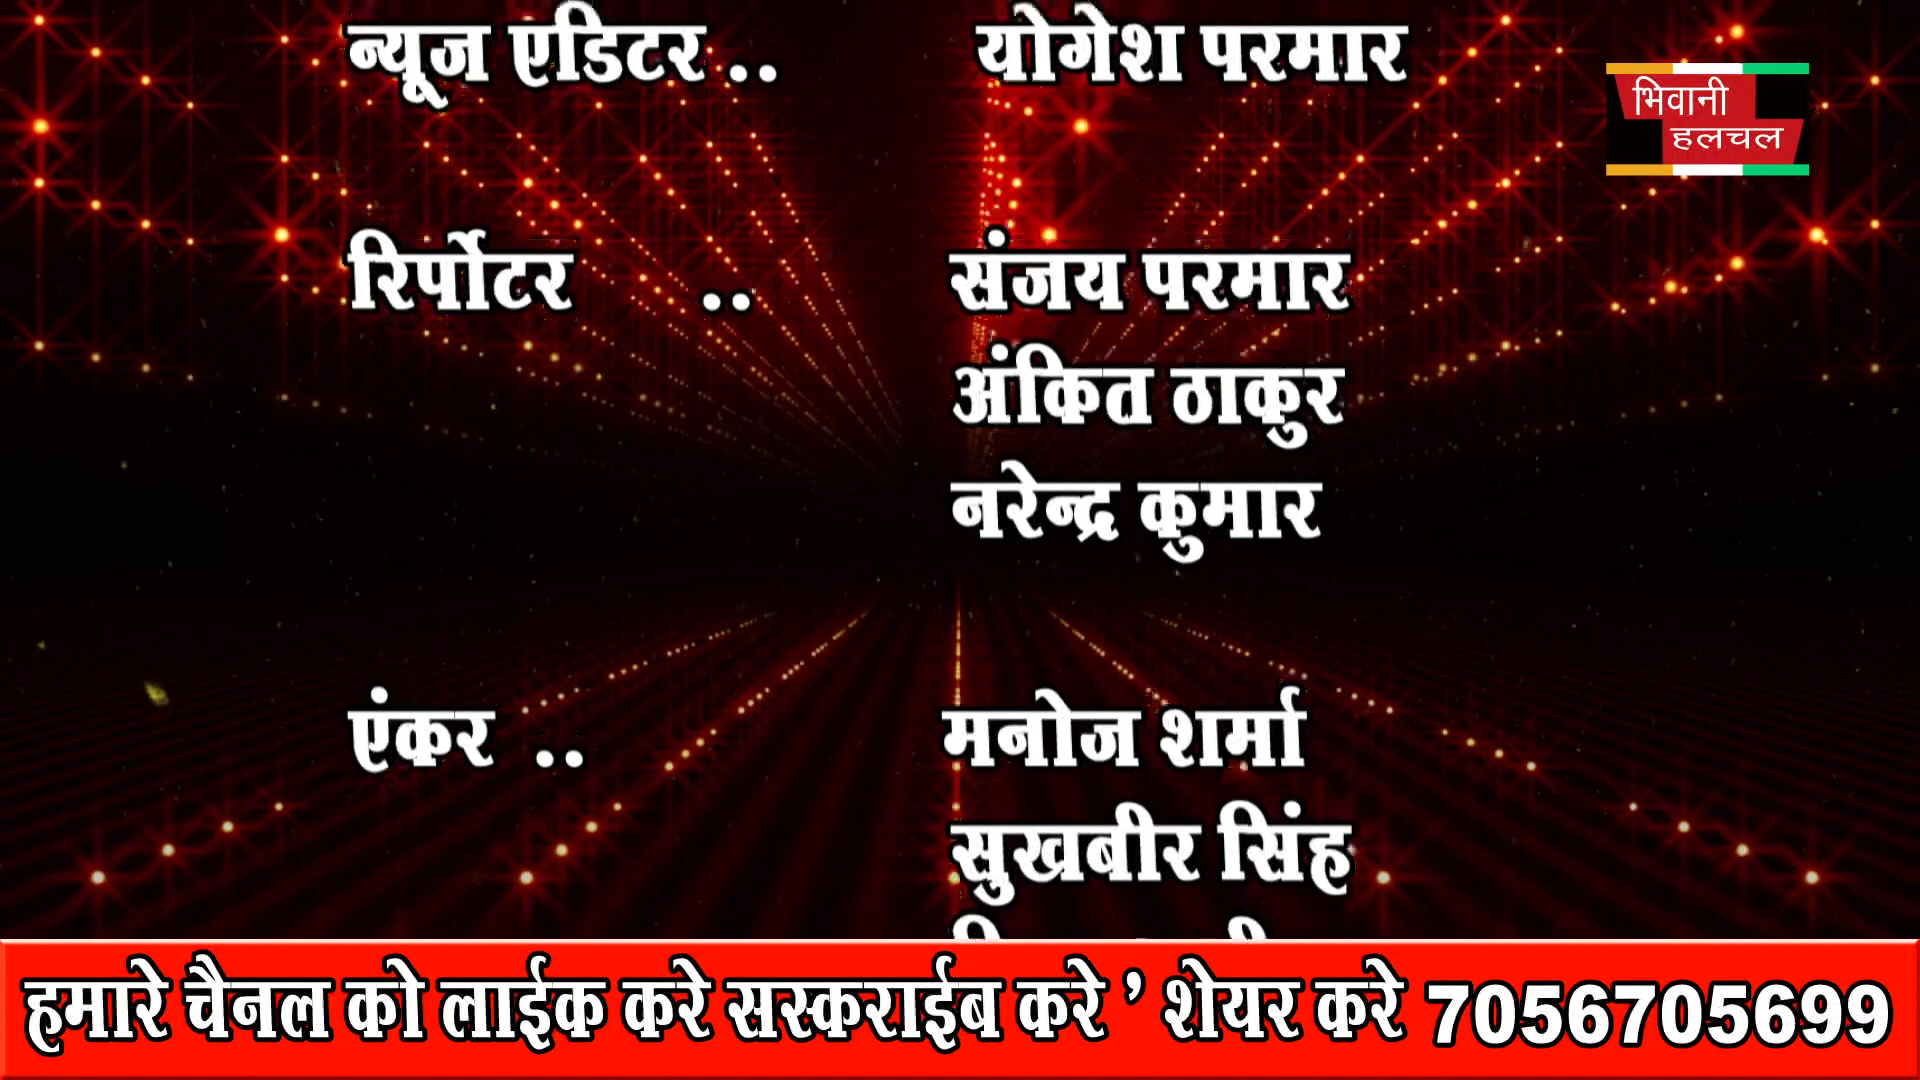 न्यूज एडिटर .. योगेश परमार
भिवानी
हलचल
रिर्पोटर .. संजय परमार
अंकित ठाकुर
नरेन्द्र कुमार
एंकर .. मनोज शर्मा
सुखबीर सिंह
हमारे चैनल को लाईक करे सस्कराईब करे ’ शेयर करे 7056705699